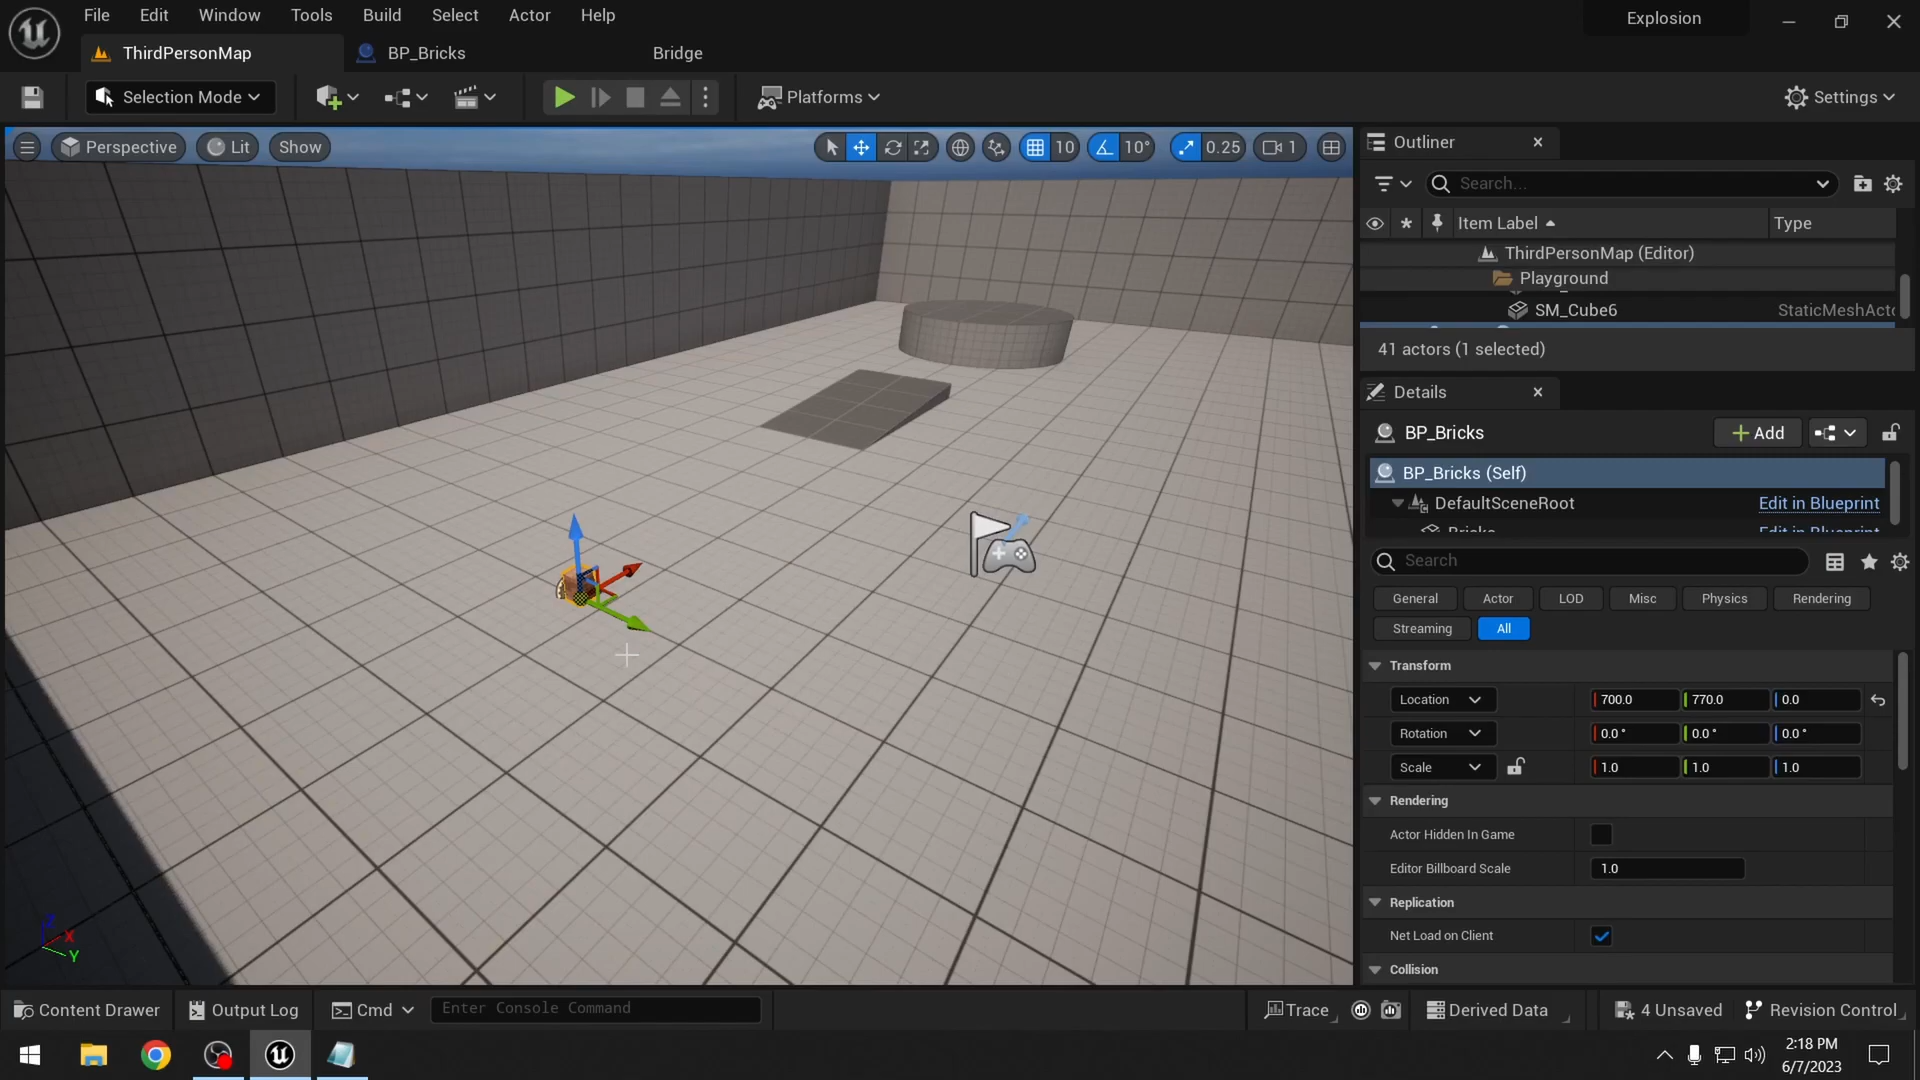 File Edit Window Tools Build Select Actor Help
Explosion
ThirdPersonMap
BP_Bricks
Bridge
Selection Mode
Platforms
Settings
Perspective
Lit
Show
10
10°
0.25
1
Outliner
Search...
Item Label
Type
ThirdPersonMap (Editor)
Playground
SM_Cube6
StaticMeshActo
41 actors (1 selected)
Details
BP_Bricks
Add
BP_Bricks (Self)
DefaultSceneRoot
Edit in Blueprint
Bricks
Edit in Blueprint
Search
General
Actor
LOD
Misc
Physics
Rendering
Streaming
All
Transform
Location 700.0 770.0 0.0
Rotation 0.0° 0.0° 0.0°
Scale 1.0 1.0 1.0
Rendering
Actor Hidden In Game
Editor Billboard Scale 1.0
Replication
Net Load on Client
Collision
Z
X
Y
Content Drawer
Output Log
Cmd
Enter Console Command
Trace
Derived Data
4 Unsaved
Revision Control
2:18 PM
6/7/2023